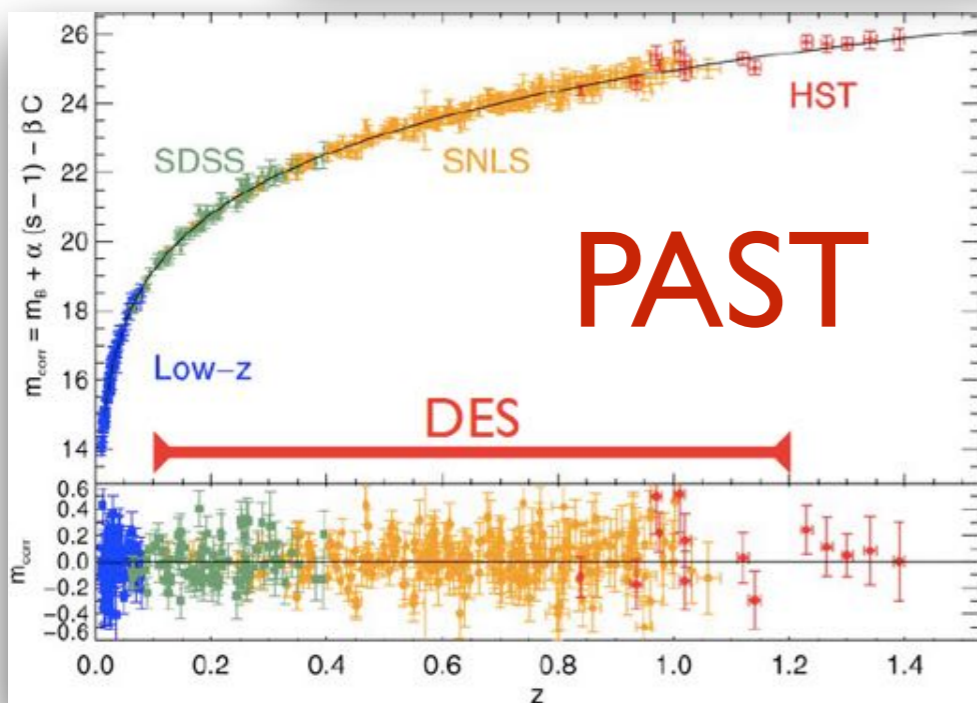 m_corr = m_B + α (s − 1) − β C
26
24
22
20
18
16
14
HST
SDSS
SNLS
PAST
Low−z
DES
m_corr
0.6
0.4
0.2
0.0
−0.2
−0.4
−0.6
0.0 0.2 0.4 0.6 0.8 1.0 1.2 1.4
z